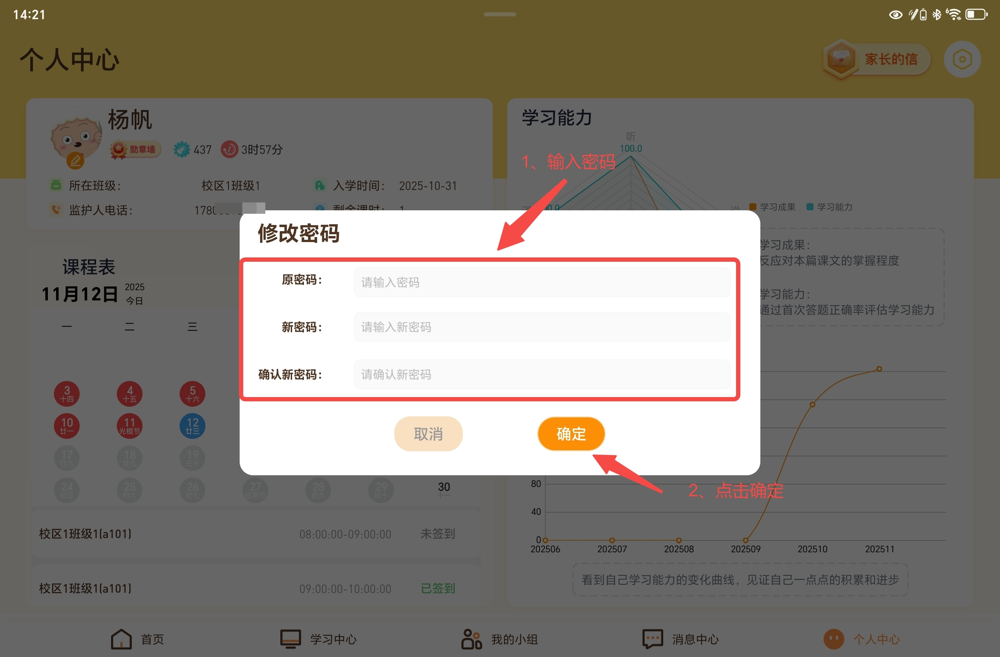 14:21
个人中心
家长的信
杨帆
勋章墙
437
3时57分
所在班级：
校区1班级1
入学时间：
2025-10-31
监护人电话：
178
剩余课时：
1
学习能力
听
100.0
说
学习成果
学习能力
学习成果：
反应对本篇课文的掌握程度
学习能力：
通过首次答题正确率评估学习能力
1、输入密码
修改密码
原密码：
请输入密码
新密码：
请输入新密码
确认新密码：
请确认新密码
取消
确定
2、点击确定
课程表
11月12日
2025
今日
一
二
三
3
十四
4
十五
5
十六
10
廿一
11
光棍节
12
廿三
17
廿八
18
廿九
19
三十
24
初五
25
初六
26
初七
27
感恩节
28
初九
29
初十
30
十一
校区1班级1(a101)
08:00:00-09:00:00
未签到
校区1班级1(a101)
09:00:00-10:00:00
已签到
80
40
0
202506
202507
202508
202509
202510
202511
看到自己学习能力的变化曲线，见证自己一点点的积累和进步
首页
学习中心
我的小组
消息中心
个人中心